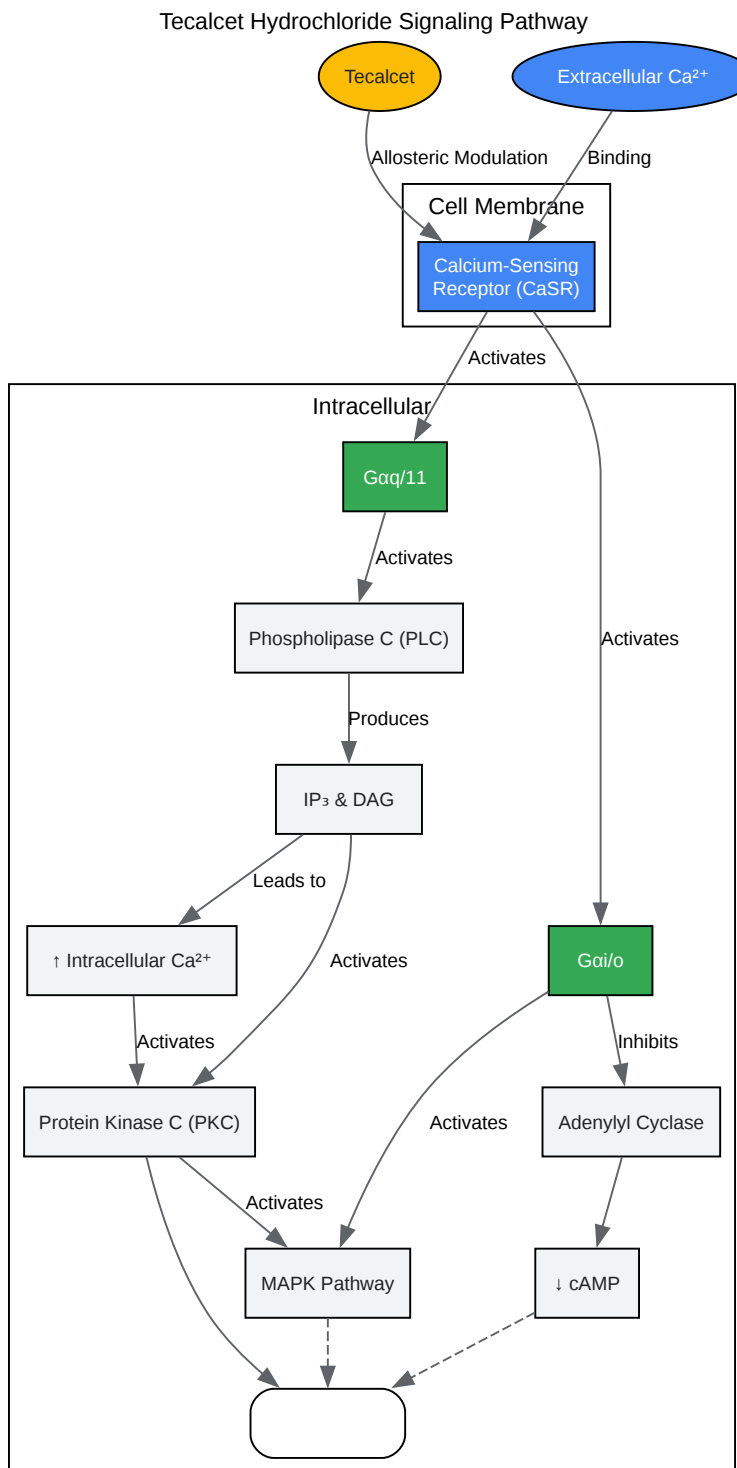 Tecalcet Hydrochloride Signaling Pathway
Tecalcet
Extracellular Ca²⁺
Allosteric Modulation
Binding
Cell Membrane
Calcium-Sensing
Receptor (CaSR)
Activates
Intracellular
Gαq/11
Activates
Phospholipase C (PLC)
Activates
Produces
IP₃ & DAG
Leads to
↑ Intracellular Ca²⁺
Activates
Gαi/o
Activates
Inhibits
Protein Kinase C (PKC)
Activates
Adenylyl Cyclase
Activates
MAPK Pathway
↓ cAMP